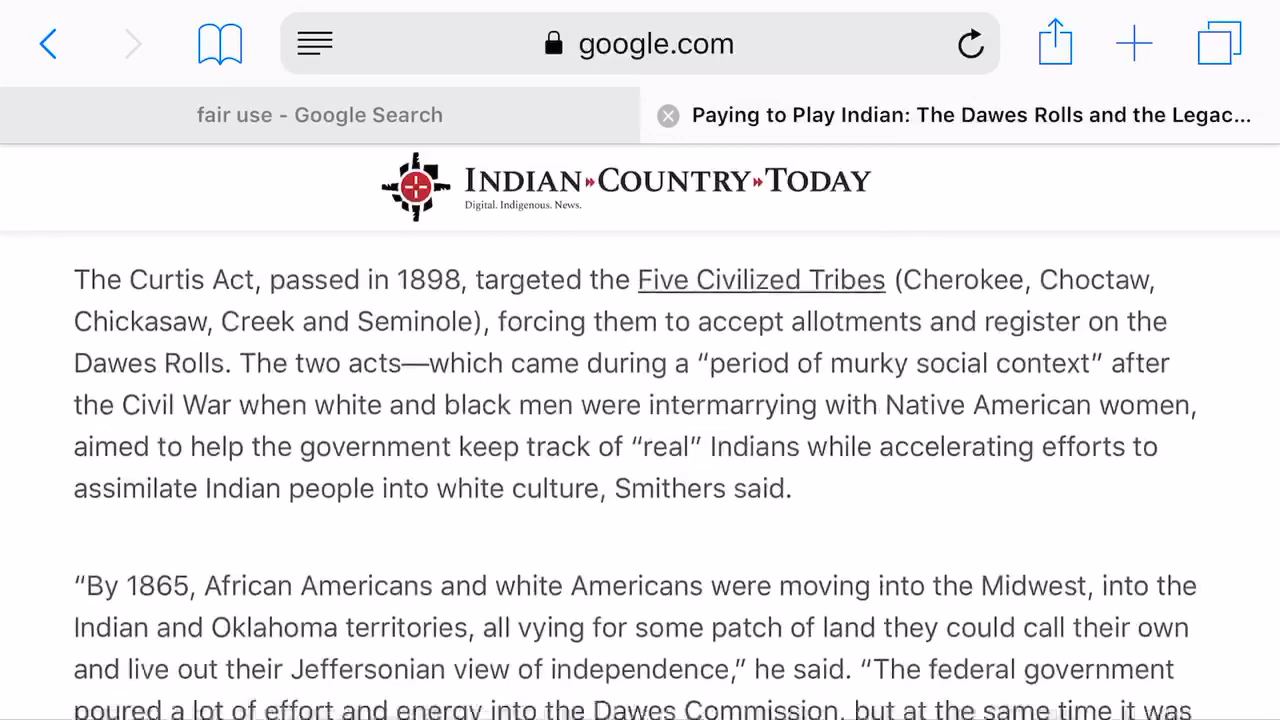 google.com
fair use - Google Search
Paying to Play Indian: The Dawes Rolls and the Legac...
INDIAN COUNTRY TODAY
Digital. Indigenous. News.
The Curtis Act, passed in 1898, targeted the Five Civilized Tribes (Cherokee, Choctaw,
Chickasaw, Creek and Seminole), forcing them to accept allotments and register on the
Dawes Rolls. The two acts—which came during a “period of murky social context” after
the Civil War when white and black men were intermarrying with Native American women,
aimed to help the government keep track of “real” Indians while accelerating efforts to
assimilate Indian people into white culture, Smithers said.
“By 1865, African Americans and white Americans were moving into the Midwest, into the
Indian and Oklahoma territories, all vying for some patch of land they could call their own
and live out their Jeffersonian view of independence,” he said. “The federal government
poured a lot of effort and energy into the Dawes Commission, but at the same time it was